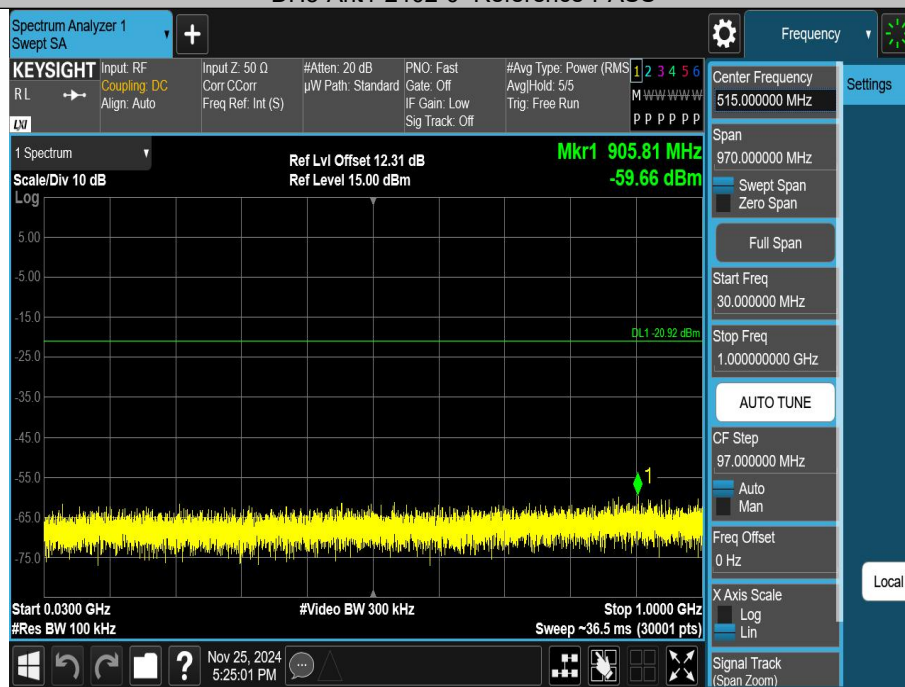 Spectrum Analyzer 1
Swept SA
Frequency
KEYSIGHT
RL
LXI
Input: RF
Coupling: DC
Align: Auto
Input Z: 50 Ω
Corr CCorr
Freq Ref: Int (S)
#Atten: 20 dB
µW Path: Standard
PNO: Fast
Gate: Off
IF Gain: Low
Sig Track: Off
#Avg Type: Power (RMS
Avg|Hold: 5/5
Trig: Free Run
1 2 3 4 5 6
M W W W W W
P P P P P P
1 Spectrum
Scale/Div 10 dB
Log
Ref Lvl Offset 12.31 dB
Ref Level 15.00 dBm
Mkr1 905.81 MHz
-59.66 dBm
5.00
-5.00
-15.0
DL1 -20.92 dBm
-25.0
-35.0
-45.0
-55.0
1
-65.0
-75.0
Start 0.0300 GHz
#Res BW 100 kHz
#Video BW 300 kHz
Stop 1.0000 GHz
Sweep ~36.5 ms (30001 pts)
Nov 25, 2024
5:25:01 PM
Center Frequency
515.000000 MHz
Settings
Span
970.000000 MHz
Swept Span
Zero Span
Full Span
Start Freq
30.000000 MHz
Stop Freq
1.000000000 GHz
AUTO TUNE
CF Step
97.000000 MHz
Auto
Man
Freq Offset
0 Hz
Local
X Axis Scale
Log
Lin
Signal Track
(Span Zoom)